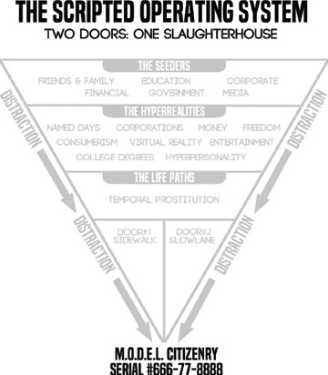 THE SCRIPTED OPERATING SYSTEM
TWO DOORS: ONE SLAUGHTERHOUSE
THE SEEDERS
FRIENDS & FAMILY EDUCATION CORPORATE
FINANCIAL GOVERNMENT MEDIA
THE HYPERREALITIES
NAMED DAYS CORPORATIONS MONEY FREEDOM
CONSUMERISM VIRTUAL REALITY ENTERTAINMENT
COLLEGE DEGREES HYPERPERSONALITY
THE LIFE PATHS
TEMPORAL PROSTITUTION
DOOR#1
SIDEWALK
DOOR#2
SLOWLANE
DISTRACTION
DISTRACTION
DISTRACTION
DISTRACTION
M.O.D.E.L. CITIZENRY
SERIAL #666-77-8888